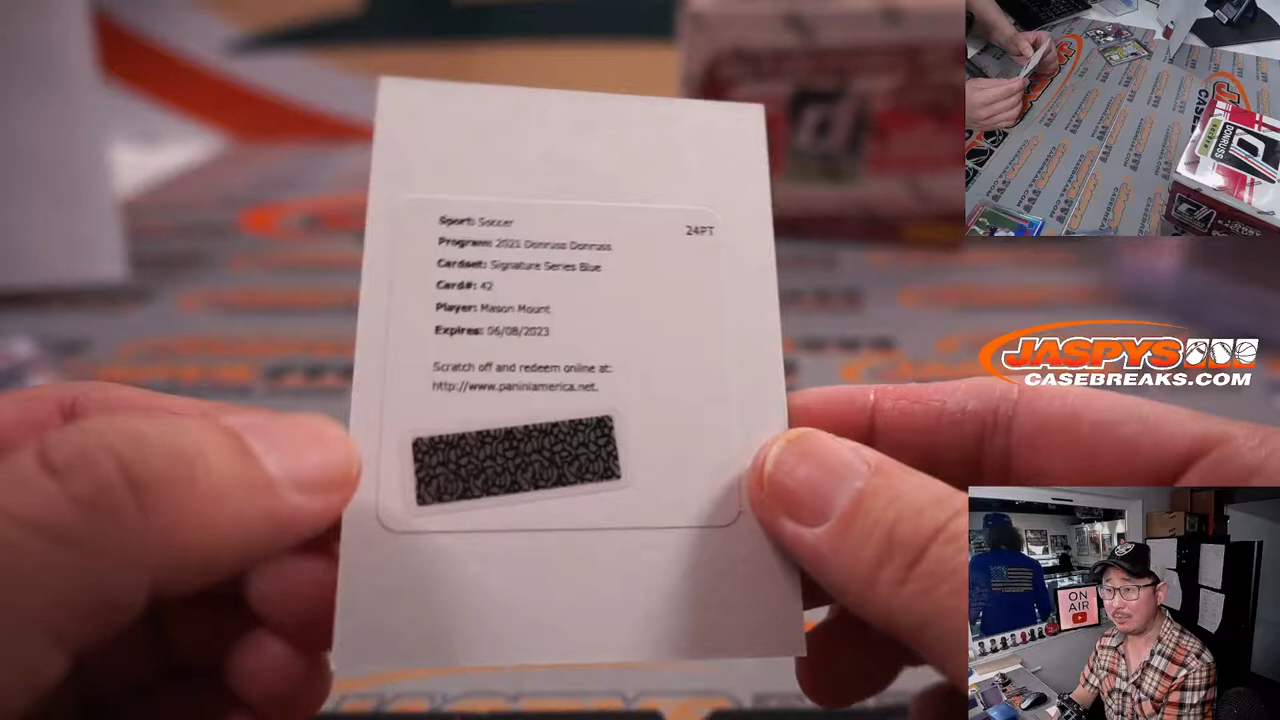 Sport: Soccer
24PT
Program: 2021 Donruss Donruss
Cardset: Signature Series Blue
Card#: 42
Player: Mason Mount
Expires: 06/08/2023
Scratch off and redeem online at:
http://www.paniniamerica.net.
DONRUSS
JASPYS
CASEBREAKS.COM
ON
AIR